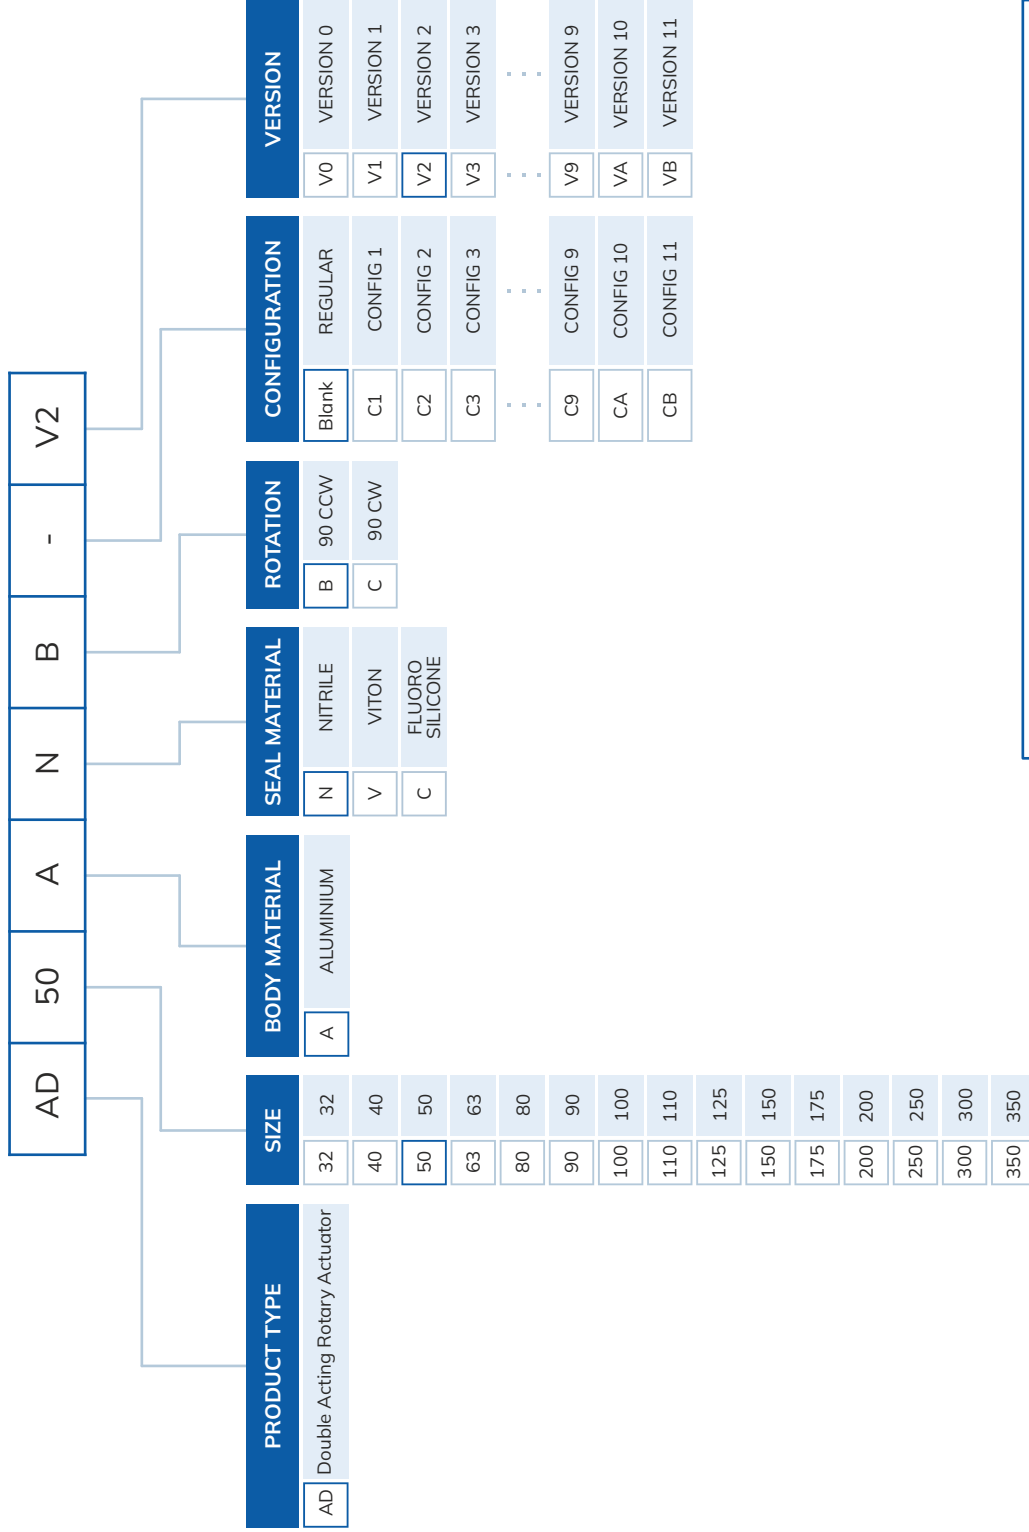 AD 50 A N B - V2
PRODUCT TYPE
AD Double Acting Rotary Actuator
SIZE
32 32
40 40
50 50
63 63
80 80
90 90
100 100
110 110
125 125
150 150
175 175
200 200
250 250
300 300
350 350
BODY MATERIAL
A ALUMINIUM
SEAL MATERIAL
N NITRILE
V VITON
C FLUORO
SILICONE
ROTATION
B 90 CCW
C 90 CW
CONFIGURATION
Blank REGULAR
C1 CONFIG 1
C2 CONFIG 2
C3 CONFIG 3
... ...
C9 CONFIG 9
CA CONFIG 10
CB CONFIG 11
VERSION
V0 VERSION 0
V1 VERSION 1
V2 VERSION 2
V3 VERSION 3
... ...
V9 VERSION 9
VA VERSION 10
VB VERSION 11